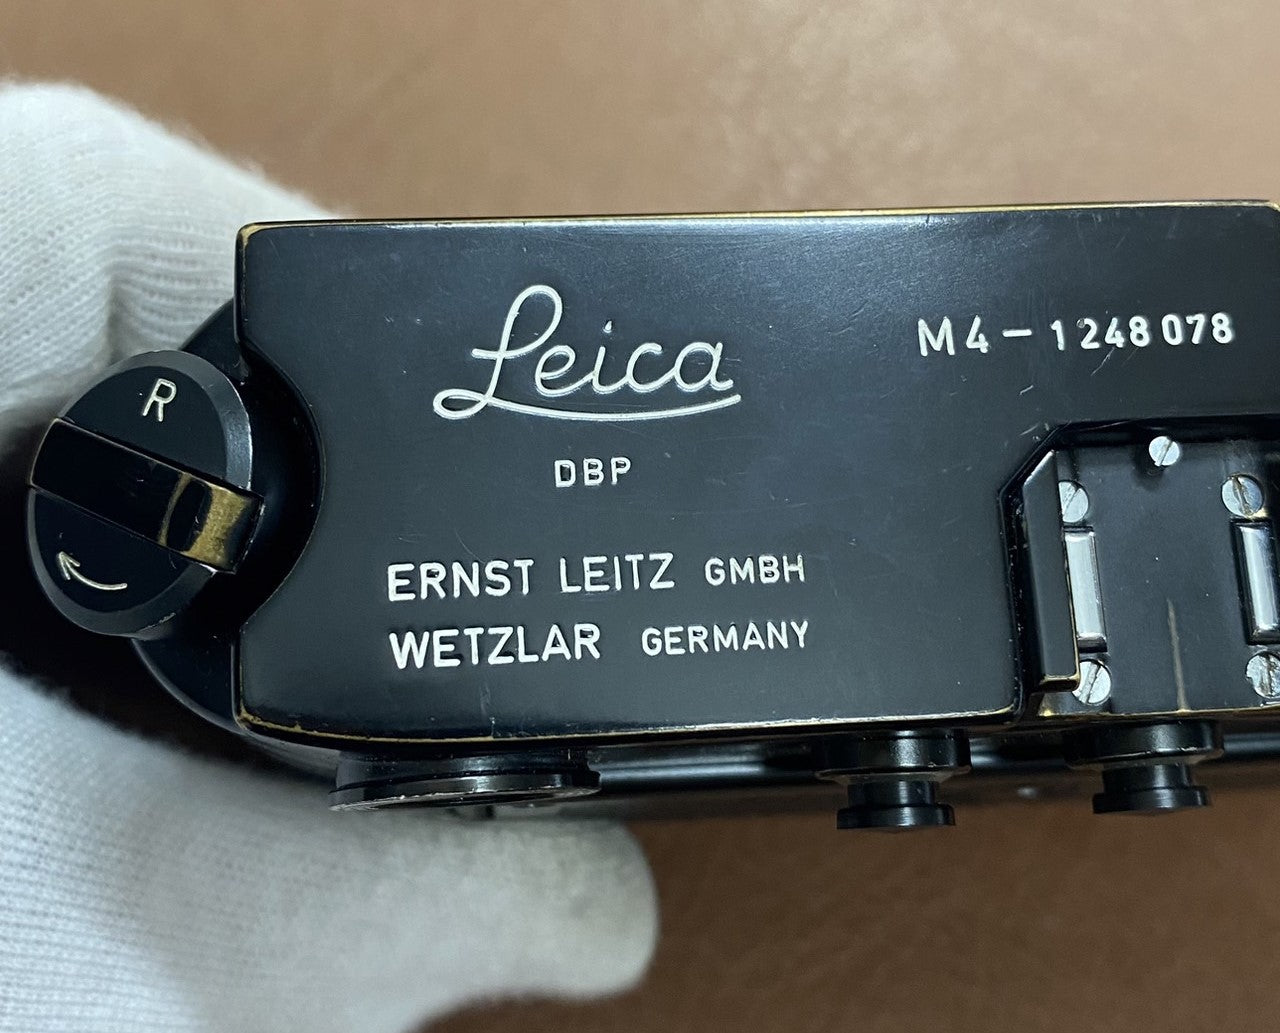 Leica
M4-1248078
DBP
ERNST LEITZ GMBH
WETZLAR GERMANY
R